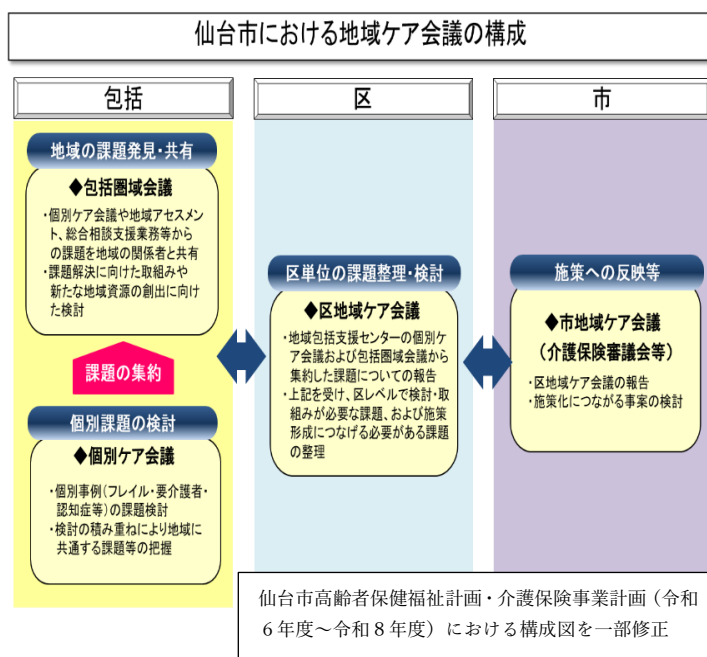 仙台市における地域ケア会議の構成
包括
地域の課題発見・共有
◆包括圏域会議
・個別ケア会議や地域アセスメ
ント、総合相談支援業務等から
の課題を地域の関係者と共有
・課題解決に向けた取組みや
新たな地域資源の創出に向け
た検討
課題の集約
個別課題の検討
◆個別ケア会議
・個別事例(フレイル・要介護者・
認知症等)の課題検討
・検討の積み重ねにより地域に
共通する課題等の把握
区
区単位の課題整理・検討
◆区地域ケア会議
・地域包括支援センターの個別ケ
ア会議および包括圏域会議から
集約した課題についての報告
・上記を受け、区レベルで検討・取
組みが必要な課題、および施策
形成につなげる必要がある課題
の整理
市
施策への反映等
◆市地域ケア会議
(介護保険審議会等)
・区地域ケア会議の報告
・施策化につながる事案の検討
仙台市高齢者保健福祉計画・介護保険事業計画(令和
6年度~令和8年度)における構成図を一部修正